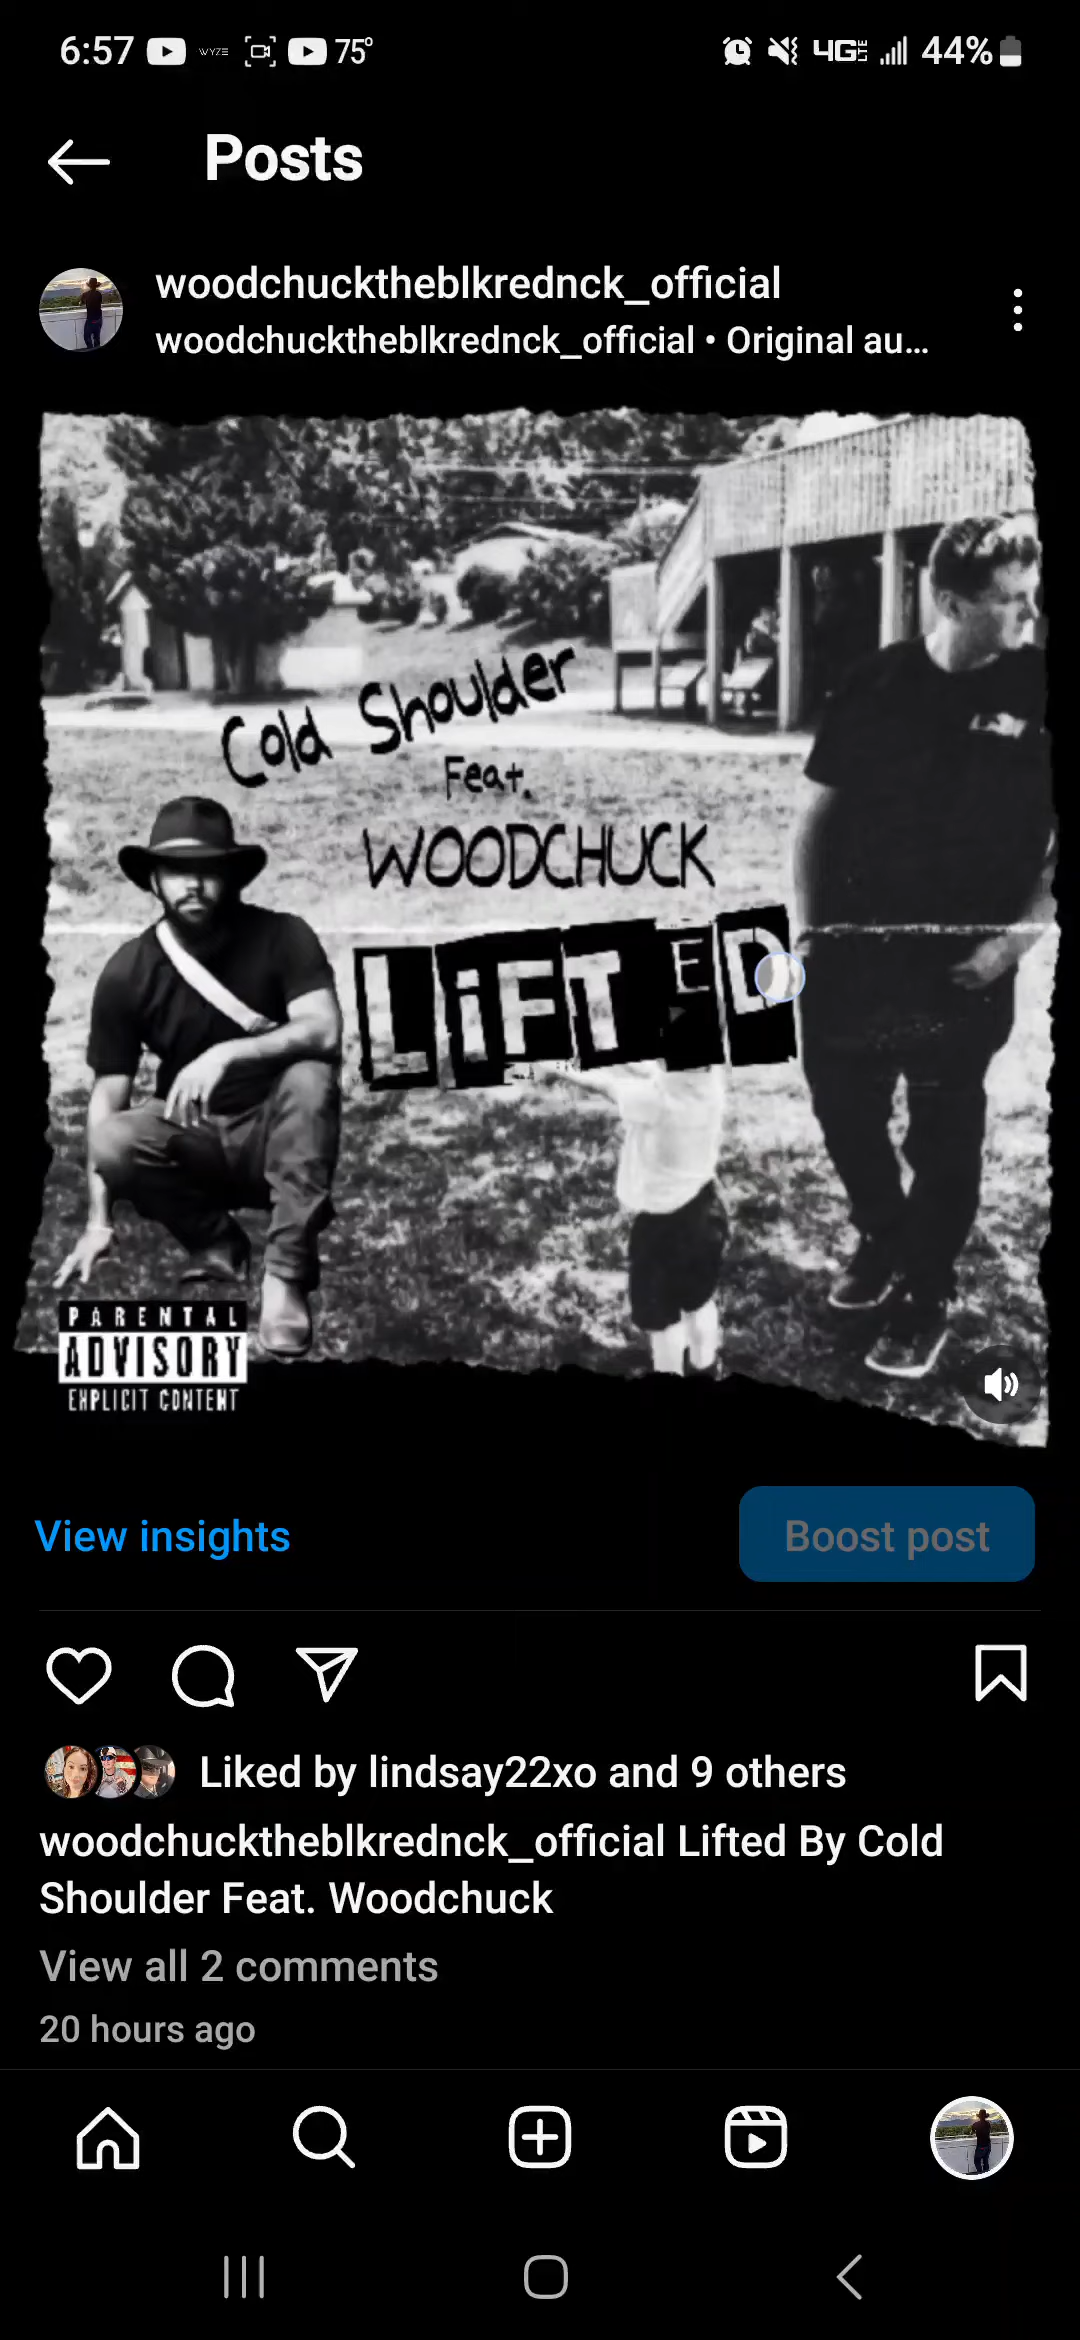 6:57 WYZE 75° 4G LTE 44%
Posts
woodchucktheblkrednck_official
woodchucktheblkrednck_official • Original au...
Cold Shoulder
Feat.
WOODCHUCK
LiFTED
PARENTAL
ADVISORY
EXPLICIT CONTENT
View insights
Boost post
Liked by lindsay22xo and 9 others
woodchucktheblkrednck_official Lifted By Cold
Shoulder Feat. Woodchuck
View all 2 comments
20 hours ago